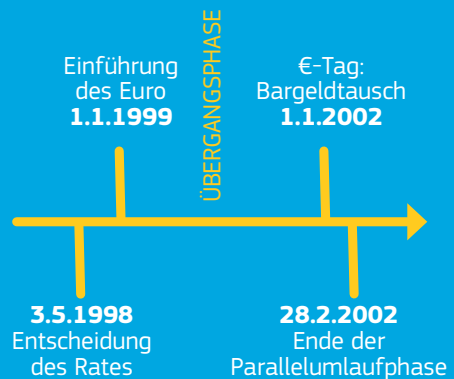 Einführung
des Euro
1.1.1999
ÜBERGANGSPHASE
€-Tag:
Bargeldtausch
1.1.2002
3.5.1998
Entscheidung
des Rates
28.2.2002
Ende der
Parallelumlaufphase